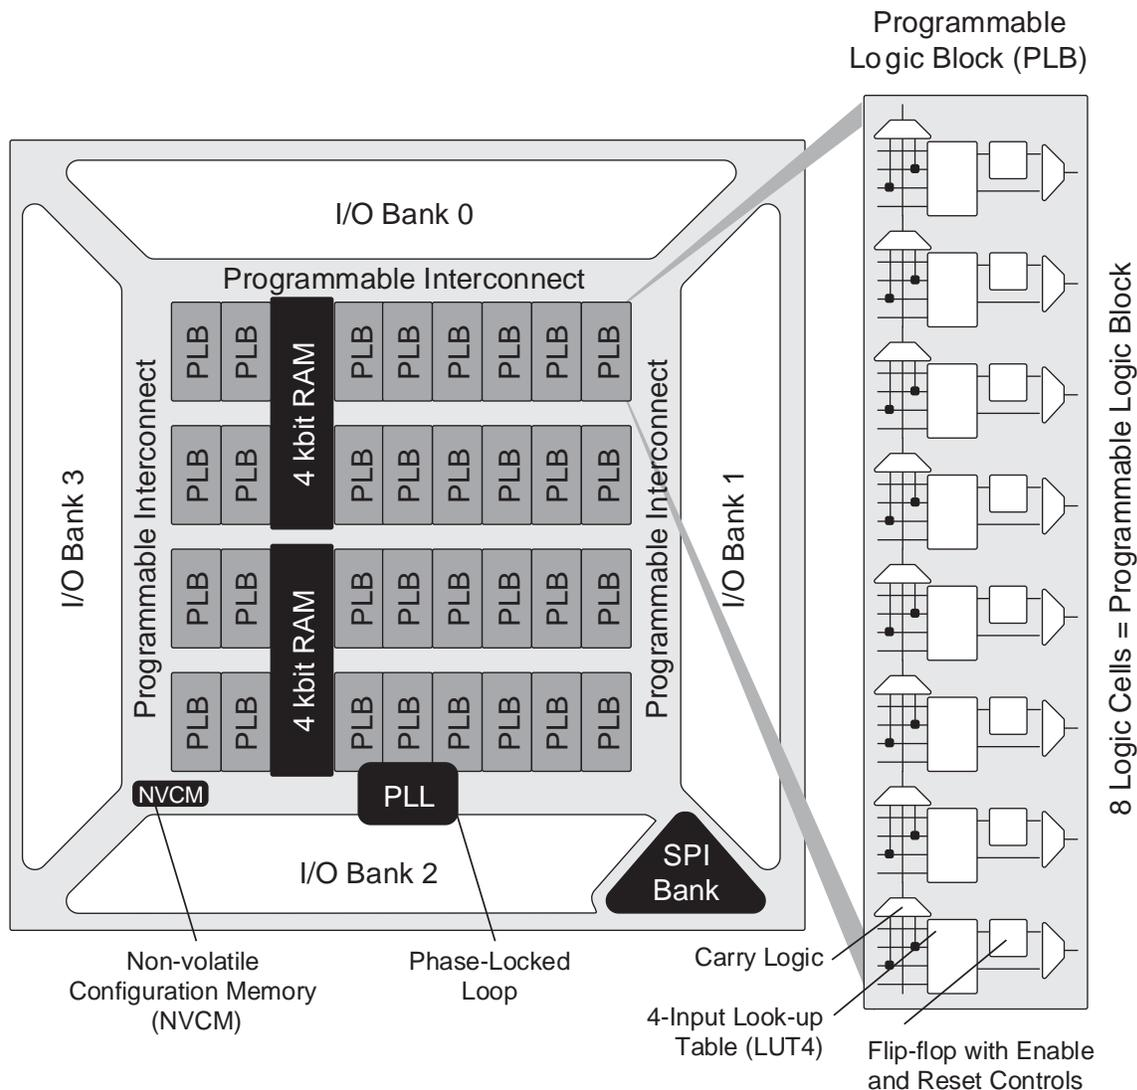 Programmable
Logic Block (PLB)
I/O Bank 0
Programmable Interconnect
PLB PLB 4 kbit RAM PLB PLB PLB PLB PLB PLB
PLB PLB PLB PLB PLB PLB PLB PLB
PLB PLB 4 kbit RAM PLB PLB PLB PLB PLB PLB
PLB PLB PLB PLB PLB PLB PLB PLB
I/O Bank 3
Programmable Interconnect
Programmable Interconnect
I/O Bank 1
8 Logic Cells = Programmable Logic Block
NVCM
PLL
I/O Bank 2
SPI
Bank
Non-volatile
Configuration Memory
(NVCM)
Phase-Locked
Loop
Carry Logic
4-Input Look-up
Table (LUT4)
Flip-flop with Enable
and Reset Controls